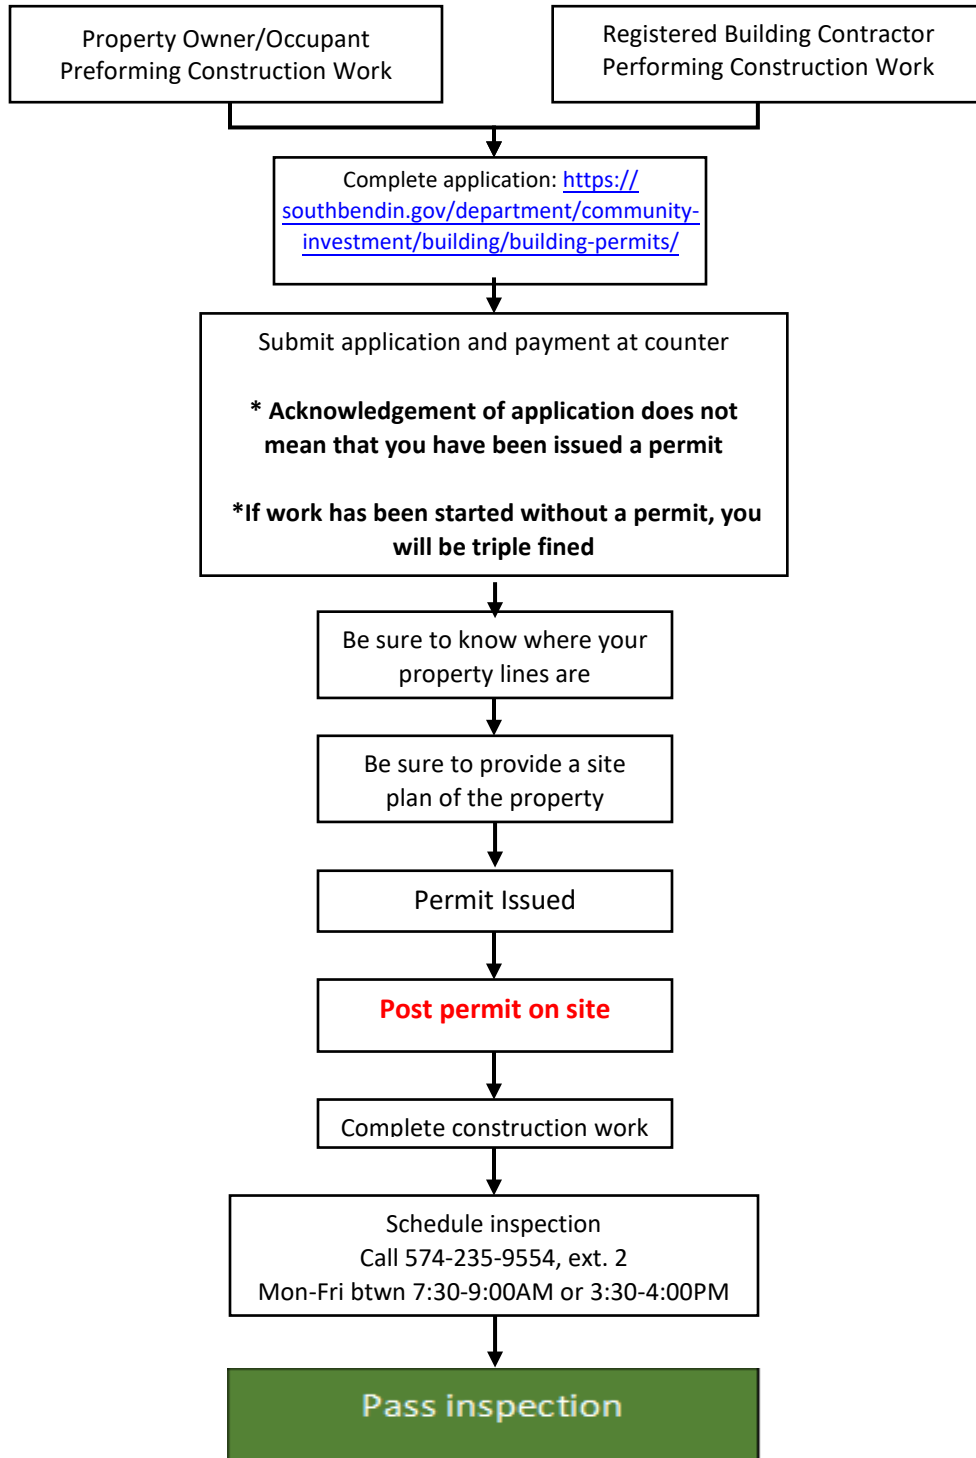 Property Owner/Occupant
Preforming Construction Work
Registered Building Contractor
Performing Construction Work
Complete application: https://
southbendin.gov/department/community-
investment/building/building-permits/
Submit application and payment at counter
* Acknowledgement of application does not
mean that you have been issued a permit
*If work has been started without a permit, you
will be triple fined
Be sure to know where your
property lines are
Be sure to provide a site
plan of the property
Permit Issued
Post permit on site
Complete construction work
Schedule inspection
Call 574-235-9554, ext. 2
Mon-Fri btwn 7:30-9:00AM or 3:30-4:00PM
Pass inspection